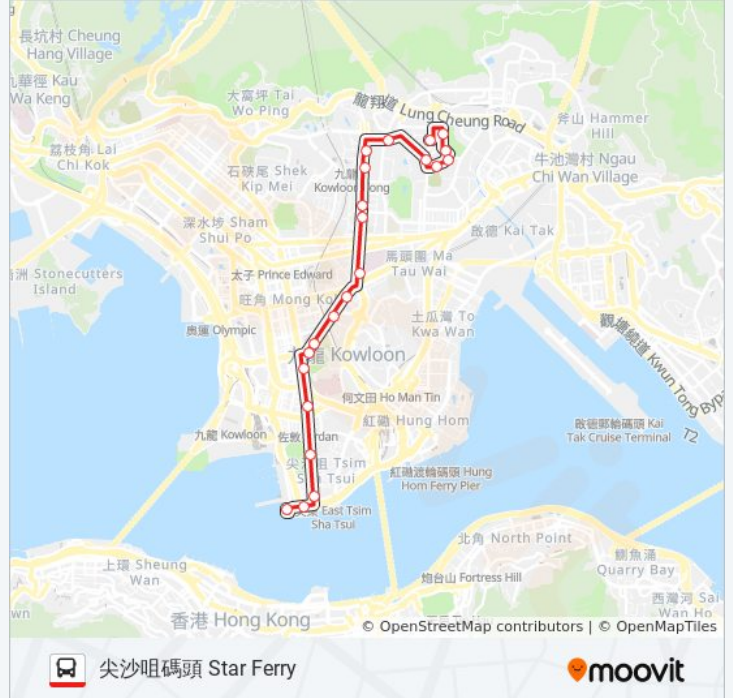 長坑村 Cheung
Hang Village
九華徑 Kau
Wa Keng
大窩坪 Tai
Wo Ping
龍翔道 Lung Cheung Road
斧山 Hammer
Hill
荔枝角 Lai
Chi Kok
石硤尾 Shek
Kip Mei
九龍
Kowloon ong
牛池灣村 Ngau
Chi Wan Village
深水埗 Sham
Shui Po
啟德 Kai Tak
洲 Stonecutters
Island
太子 Prince Edward
馬頭圍 Ma
Tau Wai
旺角 Mong Ko
奧運 Olympic
土瓜灣 To
Kwa Wan
觀塘繞道 Kwun Tong Bypa
九龍 Kowloon
何文田 Ho Man Tin
紅磡 Hung Hom
九龍 Kowloon
佐敦 rdan
啟德郵輪碼頭 Kai
Tak Cruise Terminal
T2
尖沙咀 Tsim
Sha Tsui
紅磡渡輪碼頭 Hung
Hom Ferry Pier
East Tsim
Sha Tsui
北角 North Point
上環 Sheung
Wan
鰂魚涌
Quarry Bay
炮台山 Fortress Hill
西灣河 Sai
Wan Ho
wn
香港 Hong Kong
© OpenStreetMap contributors | © OpenMapTiles
尖沙咀碼頭 Star Ferry
moovit